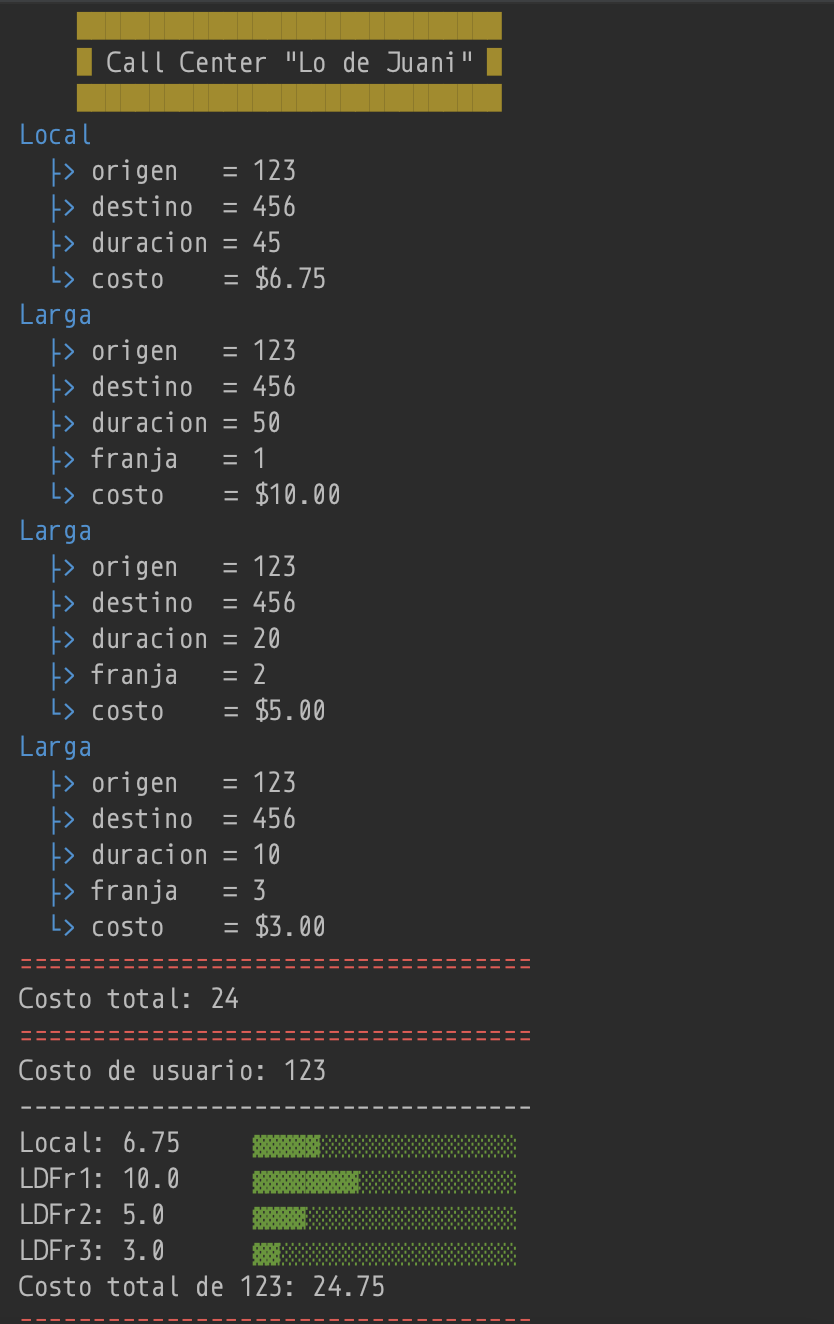 Call Center "Lo de Juani"
Local
├> origen   = 123
├> destino  = 456
├> duracion = 45
└> costo    = $6.75
Larga
├> origen   = 123
├> destino  = 456
├> duracion = 50
├> franja   = 1
└> costo    = $10.00
Larga
├> origen   = 123
├> destino  = 456
├> duracion = 20
├> franja   = 2
└> costo    = $5.00
Larga
├> origen   = 123
├> destino  = 456
├> duracion = 10
├> franja   = 3
└> costo    = $3.00
===================================
Costo total: 24
===================================
Costo de usuario: 123
-----------------------------------
Local: 6.75
LDFr1: 10.0
LDFr2: 5.0
LDFr3: 3.0
Costo total de 123: 24.75